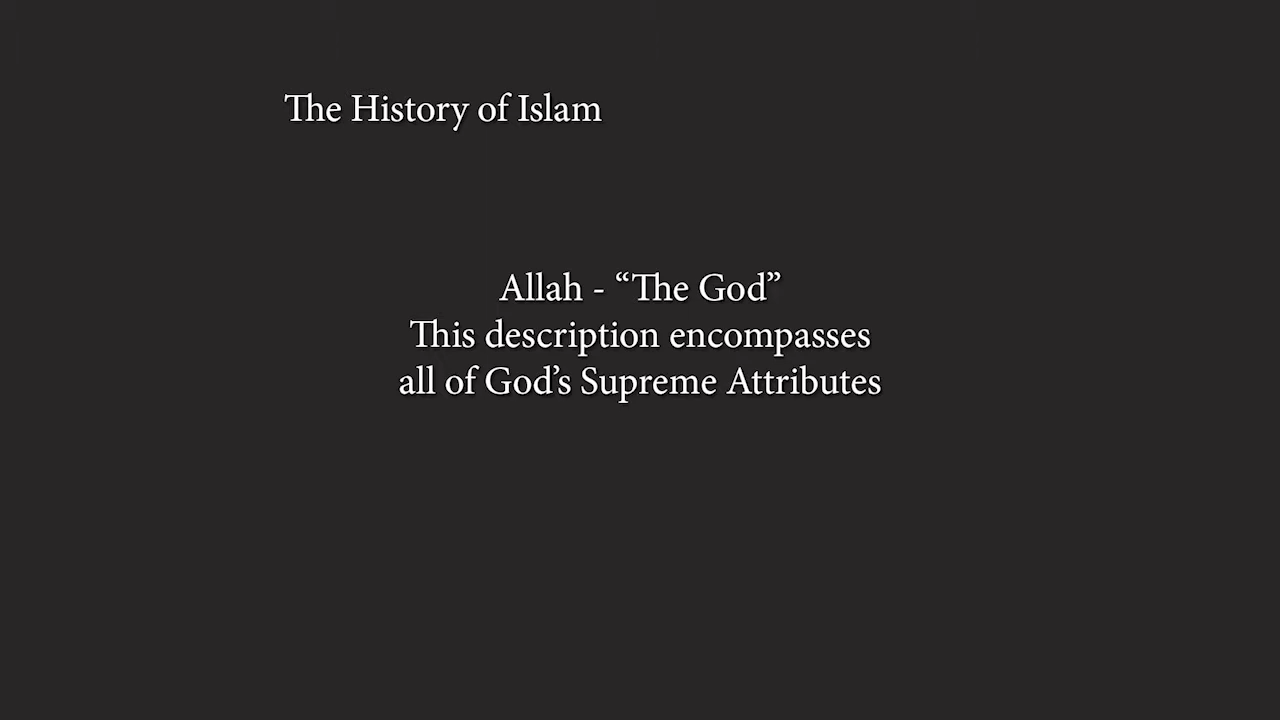 The History of Islam
Allah - “The God”
This description encompasses
all of God’s Supreme Attributes